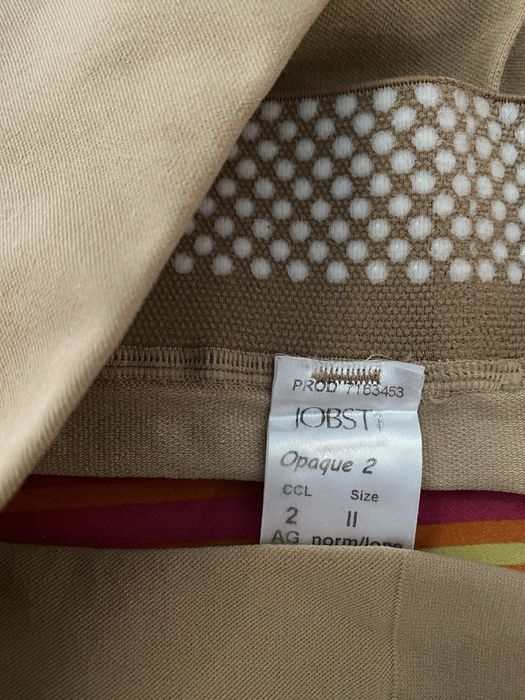 PROD 7163453
JOBST
Opaque 2
CCL Size
2 II
AG norm/long